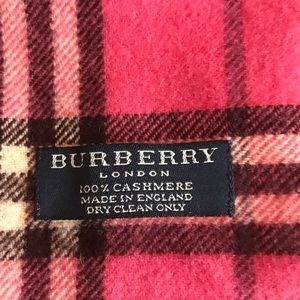 BURBERRY
LONDON
100% CASHMERE
MADE IN ENGLAND
DRY CLEAN ONLY